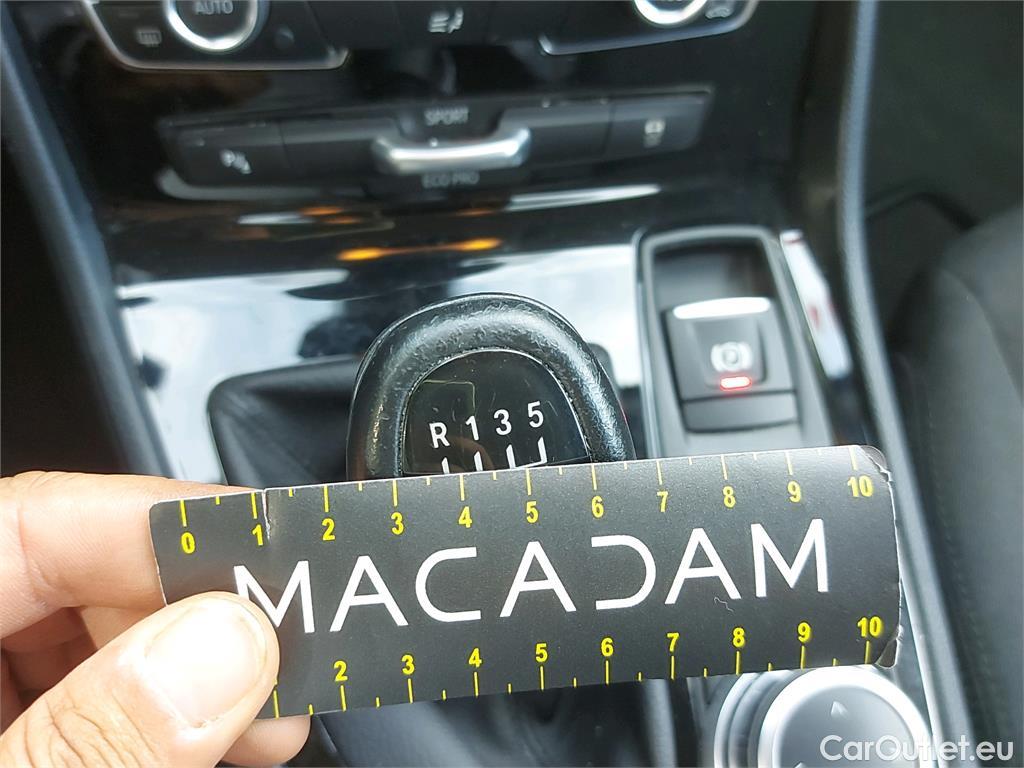 AUTO
SPORT
P
ECO PRO
P
R 1 3 5
0 1 2 3 4 5 6 7 8 9 10
MACADAM
2 3 4 5 6 7 8 9 10
CarOutlet.eu